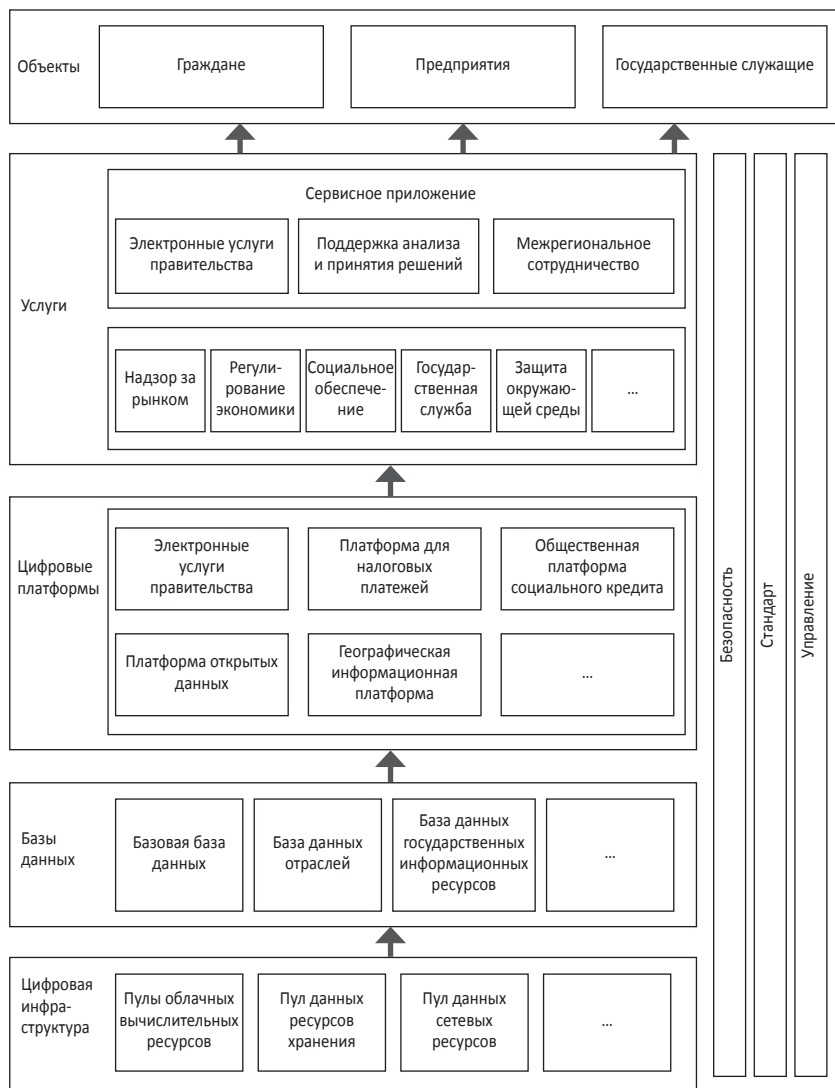 Объекты
Граждане
Предприятия
Государственные служащие
Услуги
Сервисное приложение
Электронные услуги
правительства
Поддержка анализа
и принятия решений
Межрегиональное
сотрудничество
Надзор за
рынком
Регули-
рование
экономики
Социальное
обеспече-
ние
Государ-
ственная
служба
Защита
окружаю-
щей среды
...
Цифровые
платформы
Электронные
услуги
правительства
Платформа для
налоговых
платежей
Общественная
платформа
социального кредита
Платформа открытых
данных
Географическая
информационная
платформа
...
Базы
данных
Базовая база
данных
База данных
отраслей
База данных
государственных
информационных
ресурсов
...
Цифровая
инфра-
структура
Пулы облачных
вычислительных
ресурсов
Пул данных
ресурсов
хранения
Пул данных
сетевых
ресурсов
...
Безопасность
Стандарт
Управление